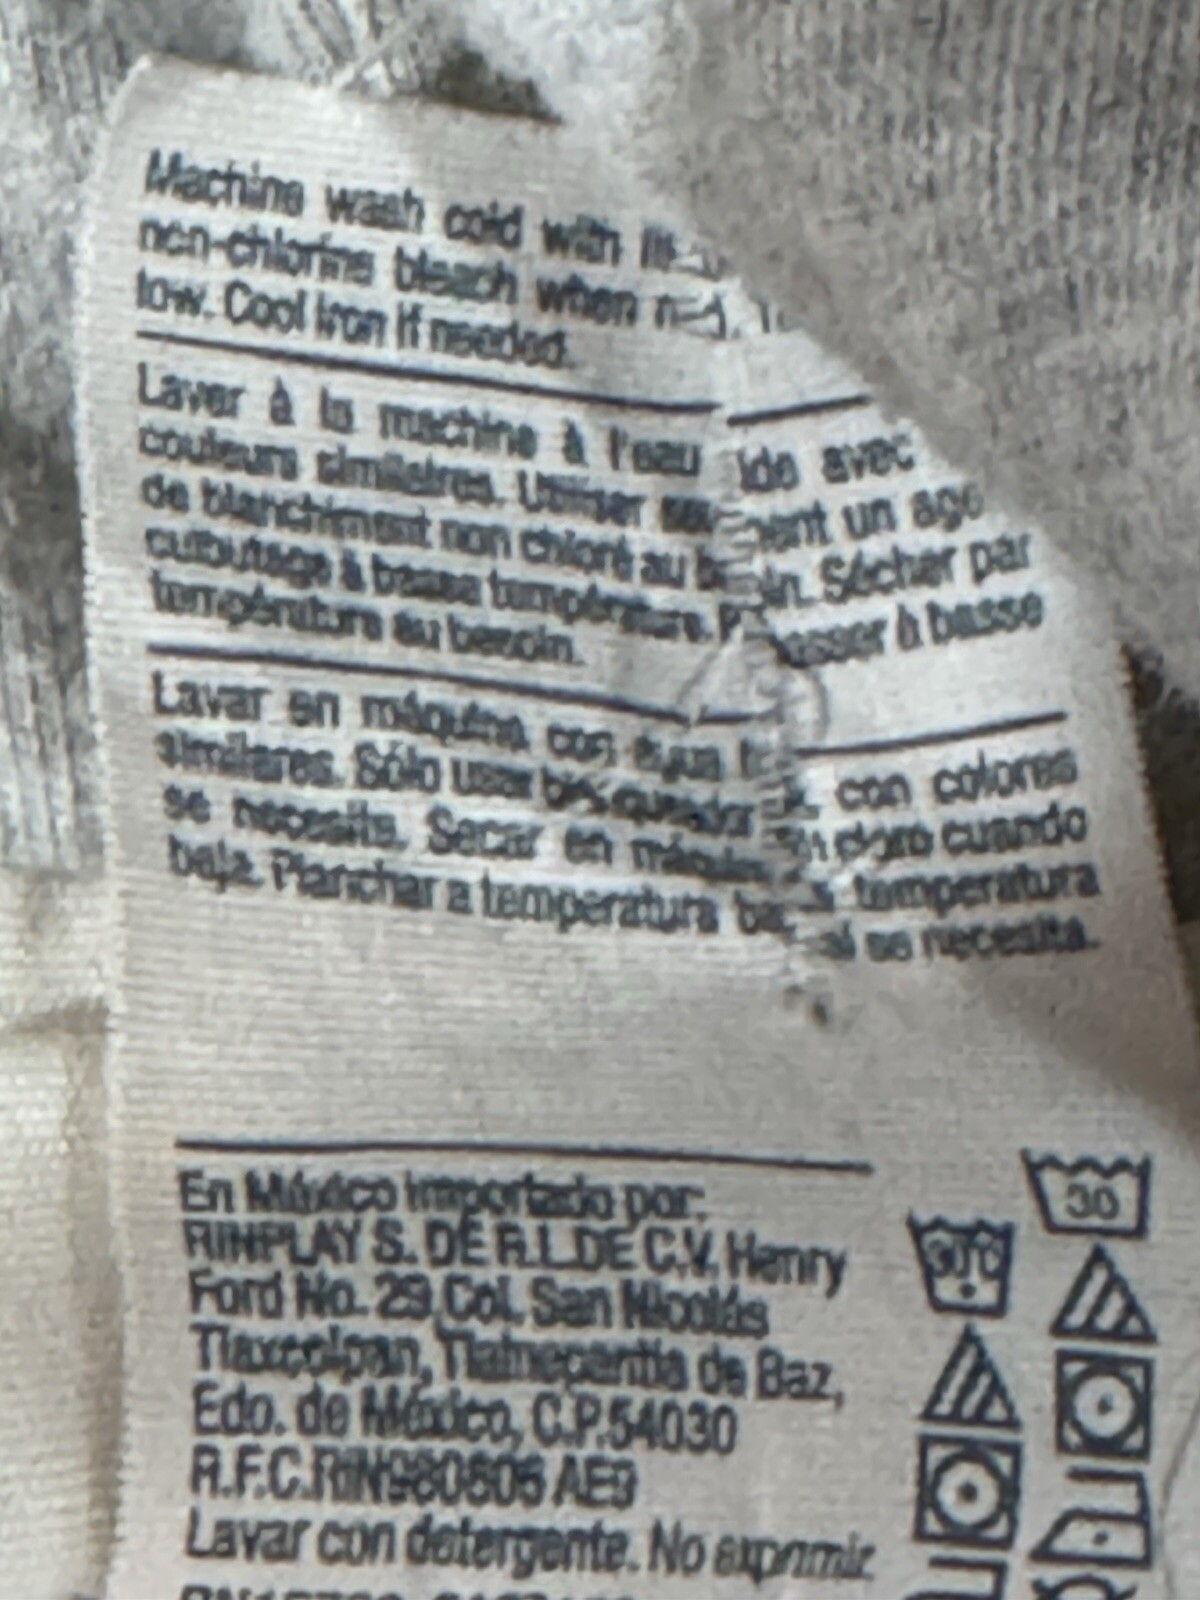 Machine wash cold with
non-chlorine bleach when
low. Cool iron if needed.
Laver à la machine à l'eau ide avec
couleurs similaires. Utiliser ent un age
de blanchiment non chloré au in. Sécher par
culbutage à basse température. asser à basse
température au besoin.
Lavar en máquina con con colores
similares. Sólo usar blanqueador cloro cuando
se necesita. Secar en temperatura
baja. Planchar a temperatura se necesita.
En México importado por:
RINPLAY S. DE R.L.DE C.V. Henry
Ford No. 29 Col. San Nicolás
Tlaxcolpan, Tlalnepantla de Baz,
Edo. de México, C.P.54030
R.F.C.RIN980605 AE9
Lavar con detergente. No exprimir
30
30°C